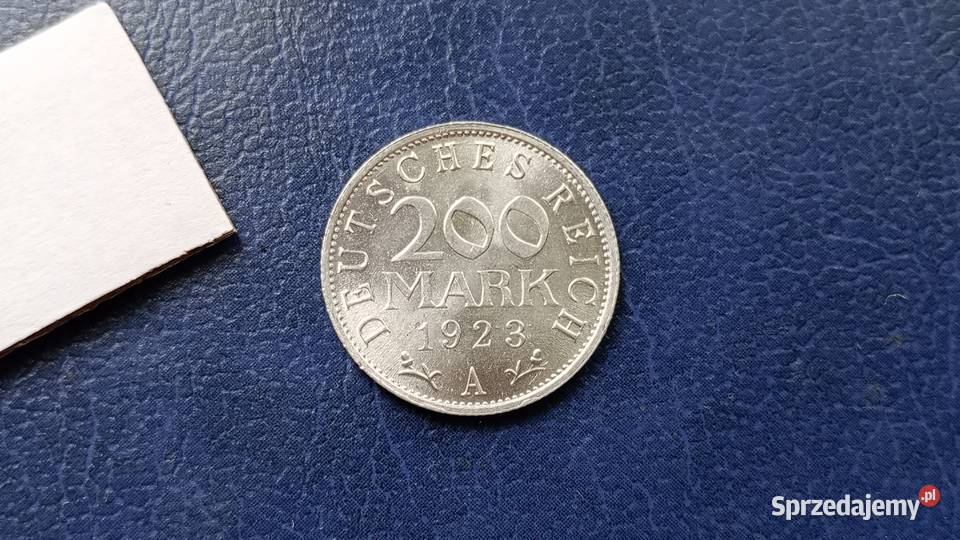 DEUTSCHES REICH
200
MARK
1923
A
Sprzedajemy.pl